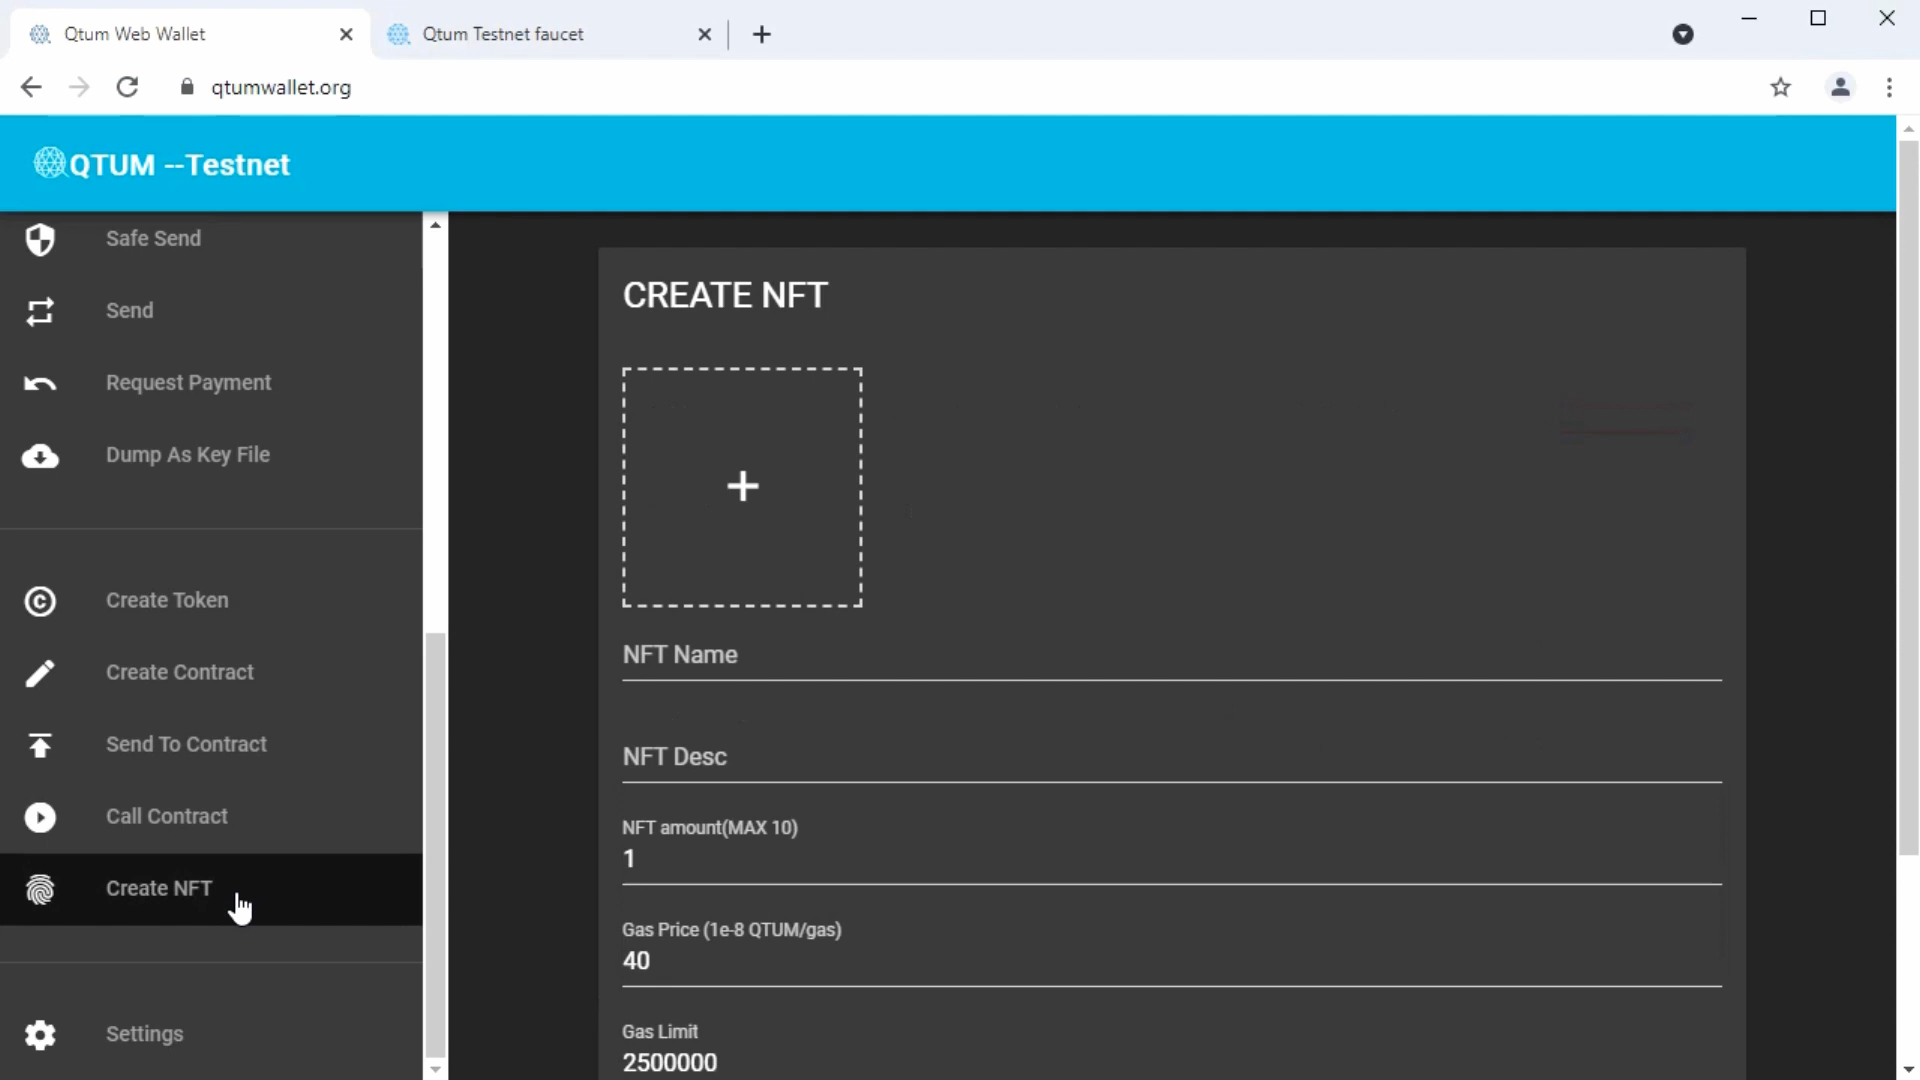 Qtum Web Wallet
Qtum Testnet faucet
qtumwallet.org
QTUM --Testnet
Safe Send
Send
Request Payment
Dump As Key File
Create Token
Create Contract
Send To Contract
Call Contract
Create NFT
Settings
CREATE NFT
+
NFT Name
NFT Desc
NFT amount(MAX 10)
1
Gas Price (1e-8 QTUM/gas)
40
Gas Limit
2500000